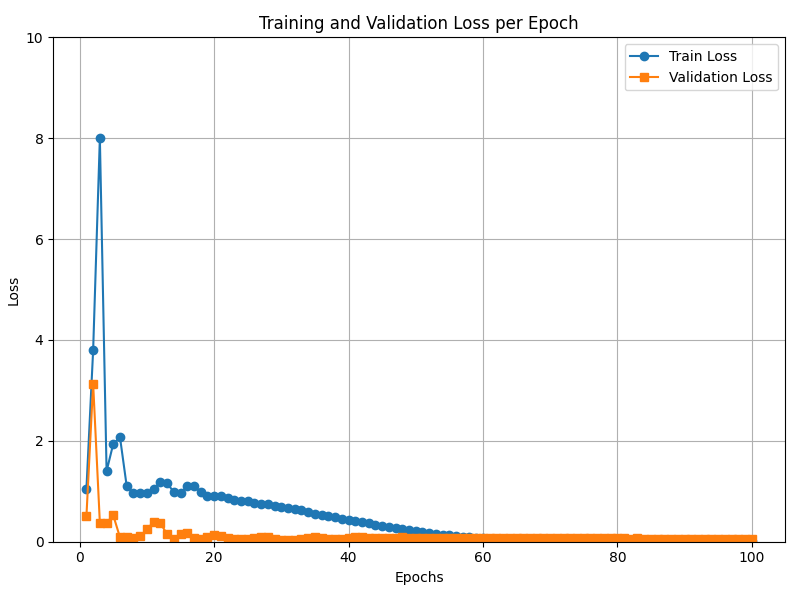 Training and Validation Loss per Epoch
10
8
6
4
2
0
Loss
Train Loss
Validation Loss
0 20 40 60 80 100
Epochs